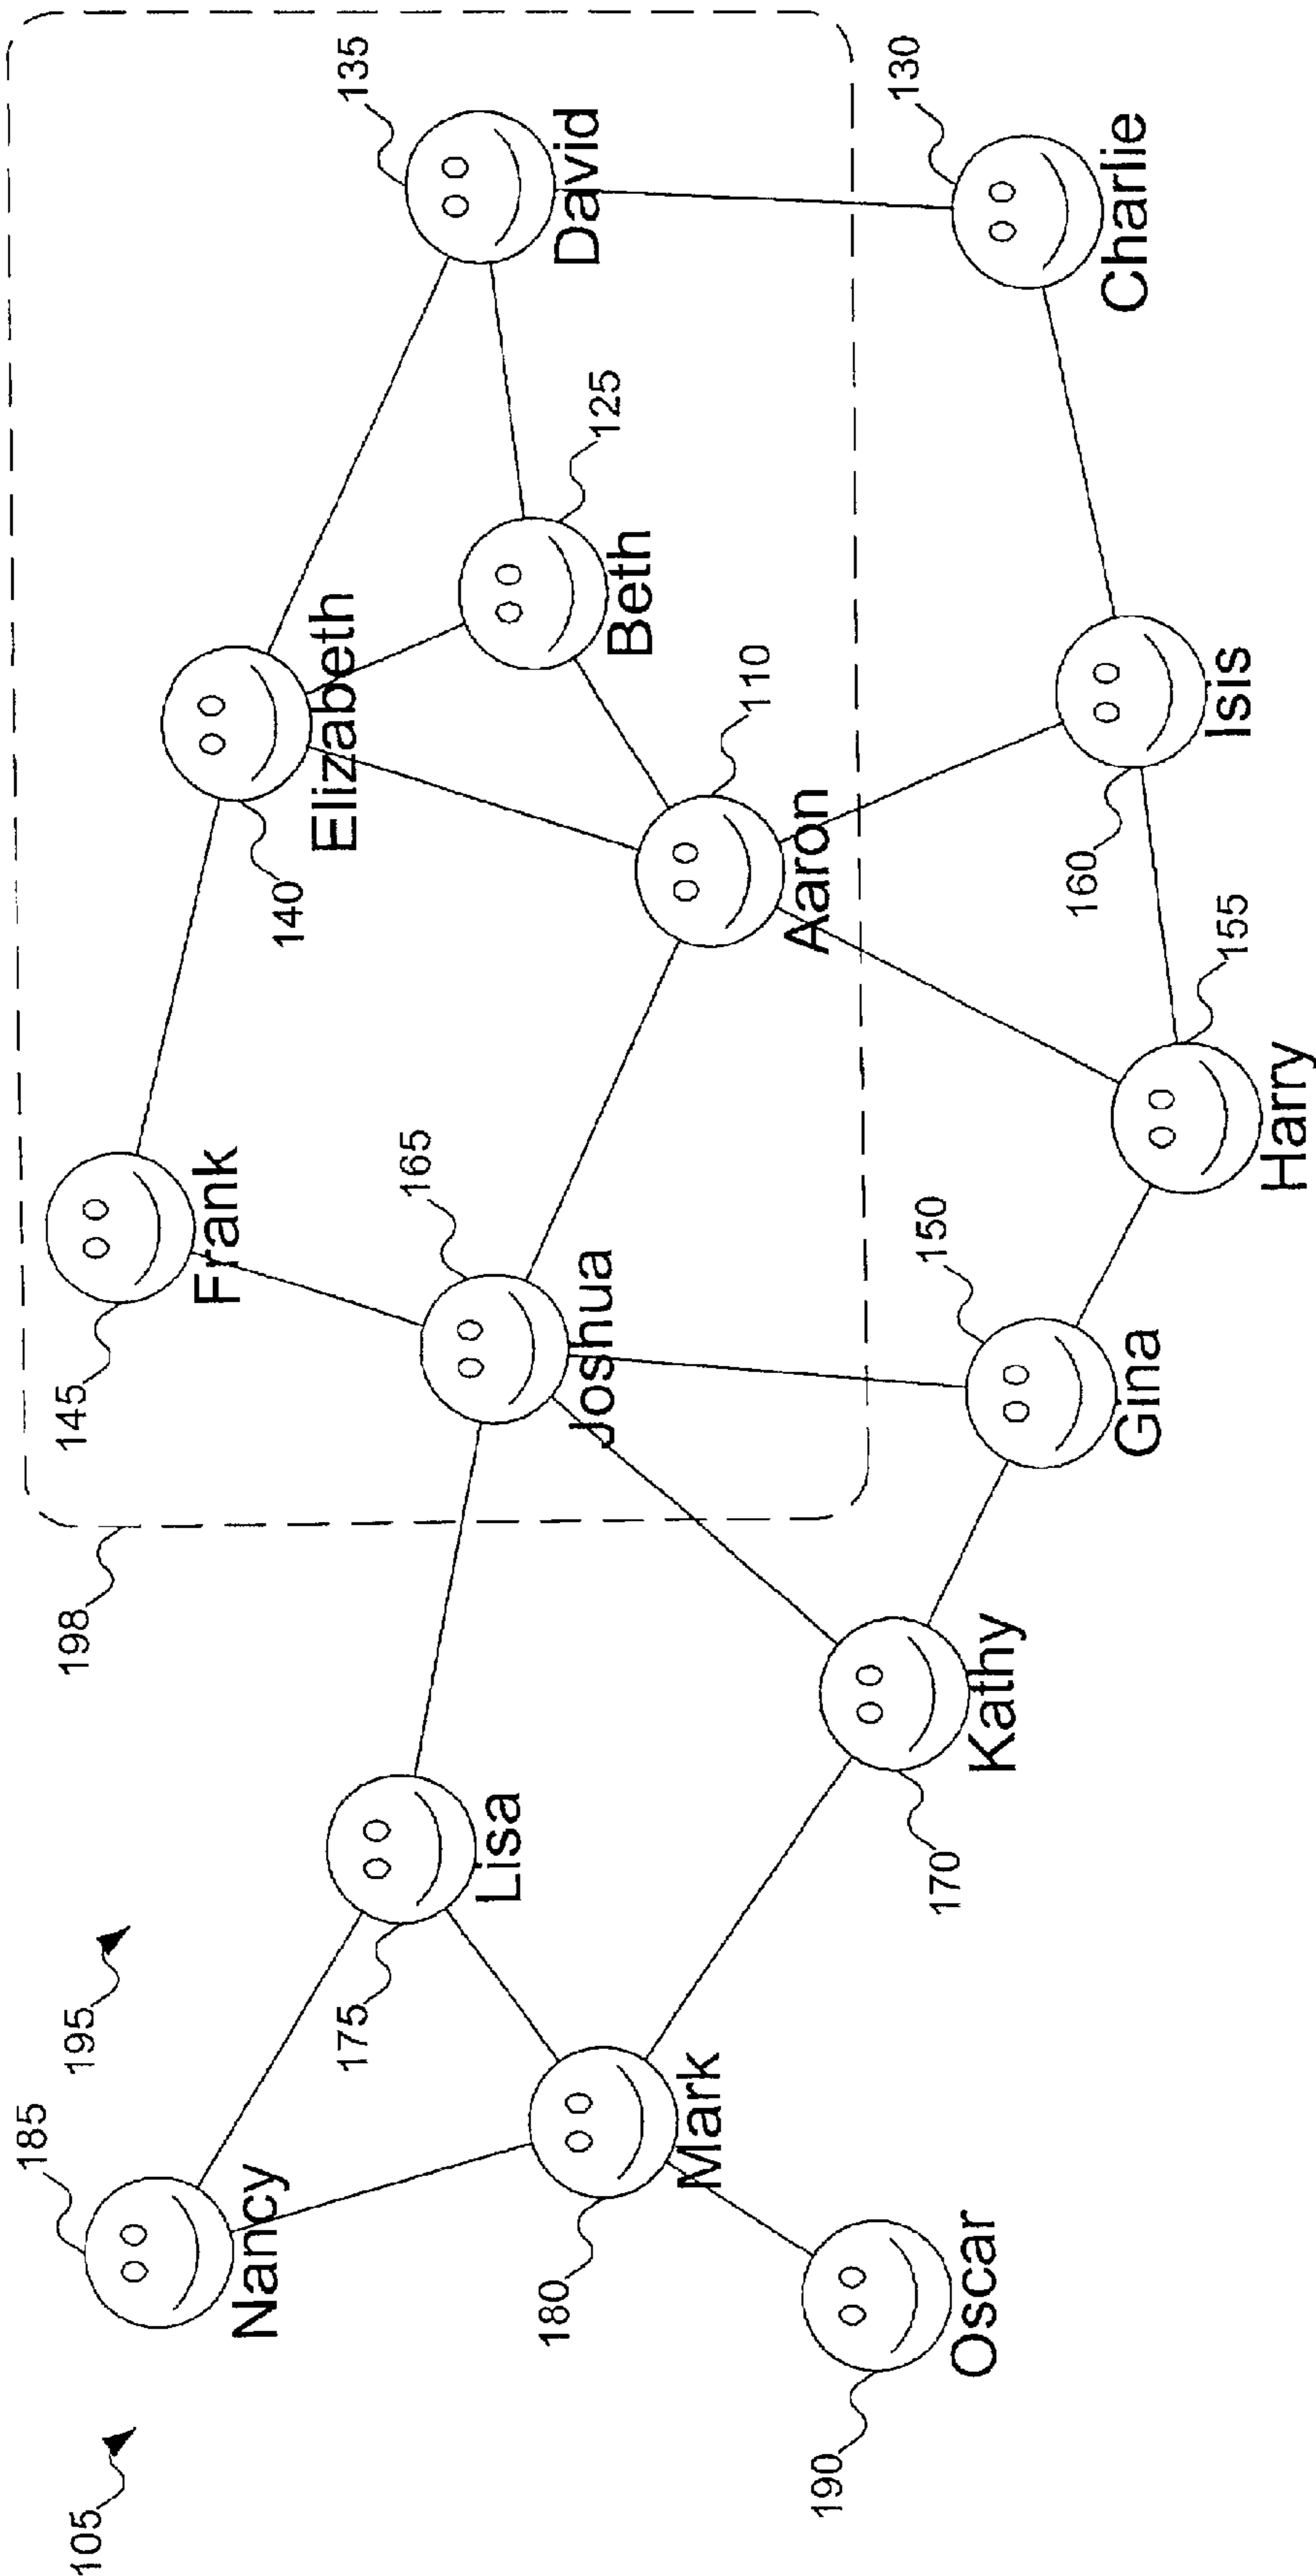 105
185
195
198
Nancy
145
Frank
175
Lisa
165
Joshua
140
Elizabeth
135
David
125
Beth
110
Aaron
180
Mark
190
Oscar
170
Kathy
150
Gina
155
Harry
160
Isis
130
Charlie